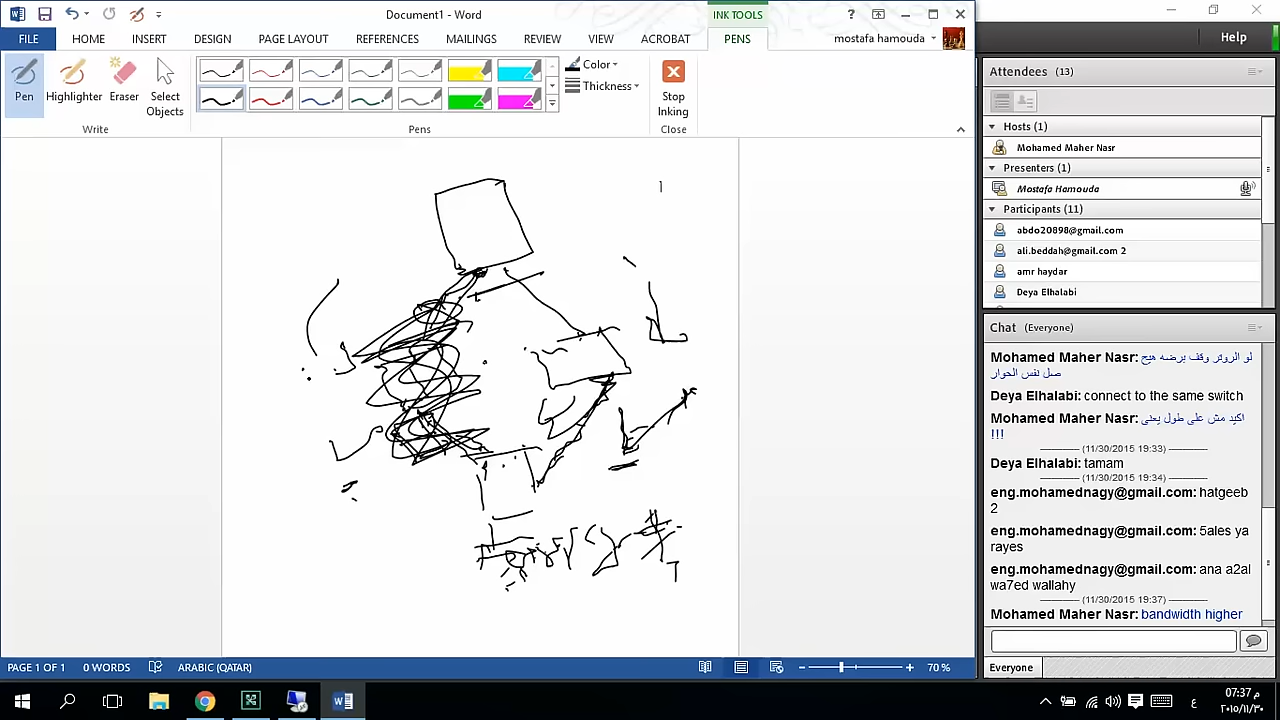 Document1 - Word
INK TOOLS
FILE
HOME
INSERT
DESIGN
PAGE LAYOUT
REFERENCES
MAILINGS
REVIEW
VIEW
ACROBAT
PENS
mostafa hamouda
Pen
Highlighter
Eraser
Select Objects
Write
Pens
Color
Thickness
Stop Inking
Close
Help
Attendees (13)
Hosts (1)
Mohamed Maher Nasr
Presenters (1)
Mostafa Hamouda
Participants (11)
abdo20898@gmail.com
ali.beddah@gmail.com 2
amr haydar
Deya Elhalabi
Chat (Everyone)
Mohamed Maher Nasr: لو الروتر وقف برضه هيح
صل نفس الحوار
Deya Elhalabi: connect to the same switch
Mohamed Maher Nasr: اكيد مش على طول يعنى
!!!
(11/30/2015 19:33)
Deya Elhalabi: tamam
(11/30/2015 19:34)
eng.mohamednagy@gmail.com: hatgeeb
2
eng.mohamednagy@gmail.com: 5ales ya
rayes
eng.mohamednagy@gmail.com: ana a2al
wa7ed wallahy
(11/30/2015 19:37)
Mohamed Maher Nasr: bandwidth higher
Everyone
PAGE 1 OF 1
0 WORDS
ARABIC (QATAR)
70 %
ع
07:37 م
٢٠١٥/١١/٣٠